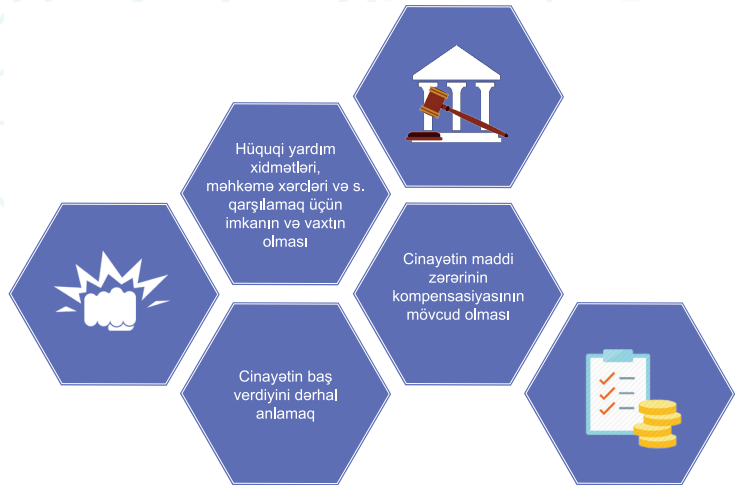 Hüquqi yardım
xidmətləri,
məhkəmə xərcləri və s.
qarşılamaq üçün
imkanın və vaxtın
olması
Cinayətin maddi
zərərinin
kompensasiyasının
mövcud olması
Cinayətin baş
verdiyini dərhal
anlamaq